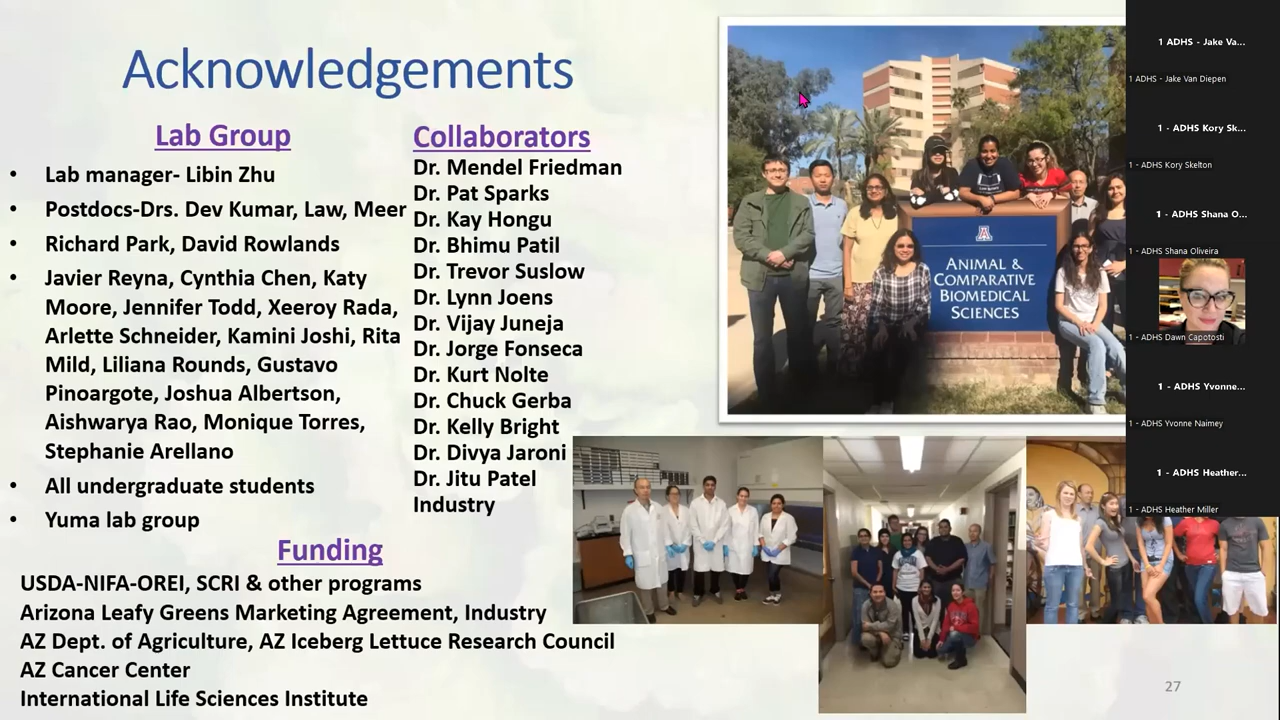 Acknowledgements
Lab Group
• Lab manager- Libin Zhu
• Postdocs-Drs. Dev Kumar, Law, Meer
• Richard Park, David Rowlands
• Javier Reyna, Cynthia Chen, Katy
Moore, Jennifer Todd, Xeeroy Rada,
Arlette Schneider, Kamini Joshi, Rita
Mild, Liliana Rounds, Gustavo
Pinoargote, Joshua Albertson,
Aishwarya Rao, Monique Torres,
Stephanie Arellano
• All undergraduate students
• Yuma lab group
Collaborators
Dr. Mendel Friedman
Dr. Pat Sparks
Dr. Kay Hongu
Dr. Bhimu Patil
Dr. Trevor Suslow
Dr. Lynn Joens
Dr. Vijay Juneja
Dr. Jorge Fonseca
Dr. Kurt Nolte
Dr. Chuck Gerba
Dr. Kelly Bright
Dr. Divya Jaroni
Dr. Jitu Patel
Industry
Funding
USDA-NIFA-OREI, SCRI & other programs
Arizona Leafy Greens Marketing Agreement, Industry
AZ Dept. of Agriculture, AZ Iceberg Lettuce Research Council
AZ Cancer Center
International Life Sciences Institute
A
ANIMAL &
COMPARATIVE
BIOMEDICAL
SCIENCES
27
1 ADHS - Jake Va...
1 ADHS - Jake Van Diepen
1 - ADHS Kory Sk...
1 - ADHS Kory Skelton
1 - ADHS Shana O...
1 - ADHS Shana Oliveira
1 - ADHS Dawn Capotosti
1 - ADHS Yvonne...
1 - ADHS Yvonne Naimey
1 - ADHS Heather...
1 - ADHS Heather Miller